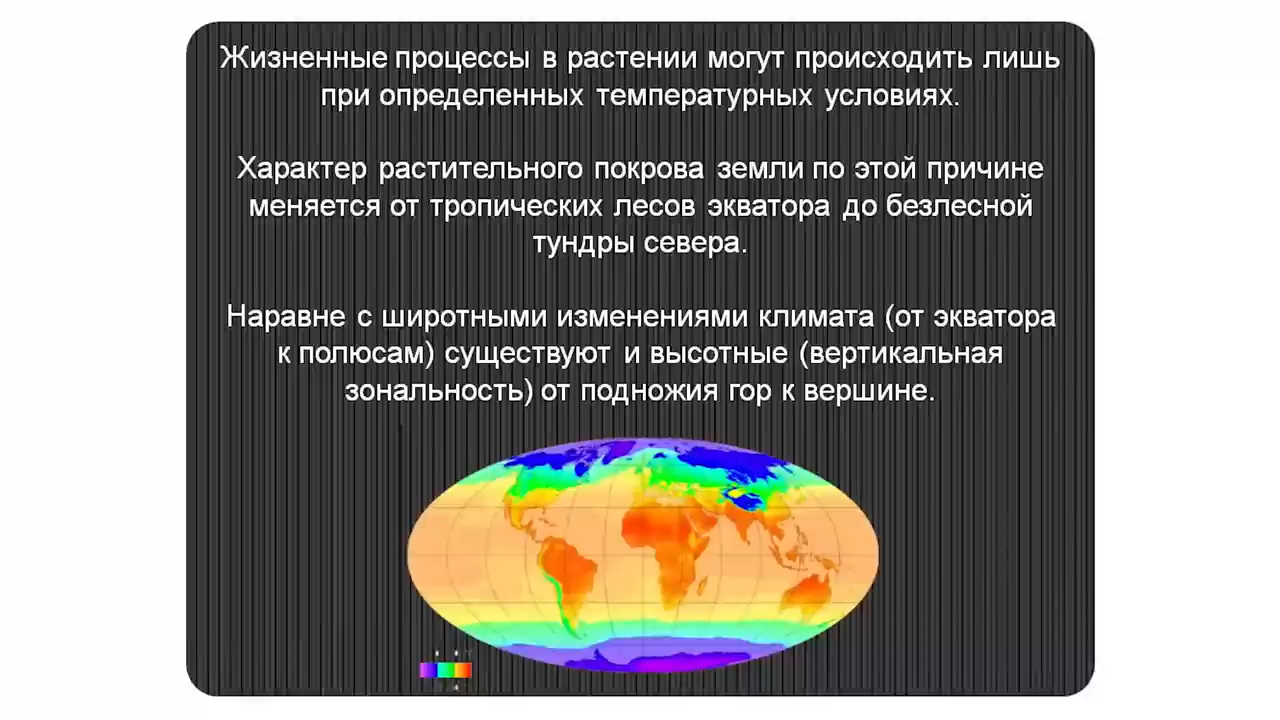 Жизненные процессы в растении могут происходить лишь
при определенных температурных условиях.
Характер растительного покрова земли по этой причине
меняется от тропических лесов экватора до безлесной
тундры севера.
Наравне с широтными изменениями климата (от экватора
к полюсам) существуют и высотные (вертикальная
зональность) от подножия гор к вершине.